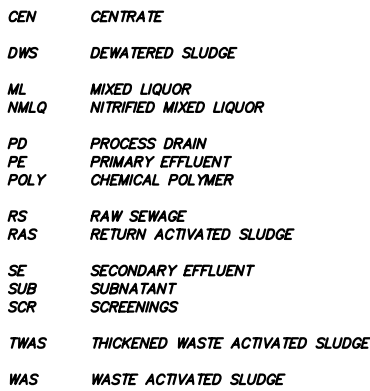 CEN CENTRATE
DWS DEWATERED SLUDGE
ML MIXED LIQUOR
NMLQ NITRIFIED MIXED LIQUOR
PD PROCESS DRAIN
PE PRIMARY EFFLUENT
POLY CHEMICAL POLYMER
RS RAW SEWAGE
RAS RETURN ACTIVATED SLUDGE
SE SECONDARY EFFLUENT
SUB SUBNATANT
SCR SCREENINGS
TWAS THICKENED WASTE ACTIVATED SLUDGE
WAS WASTE ACTIVATED SLUDGE